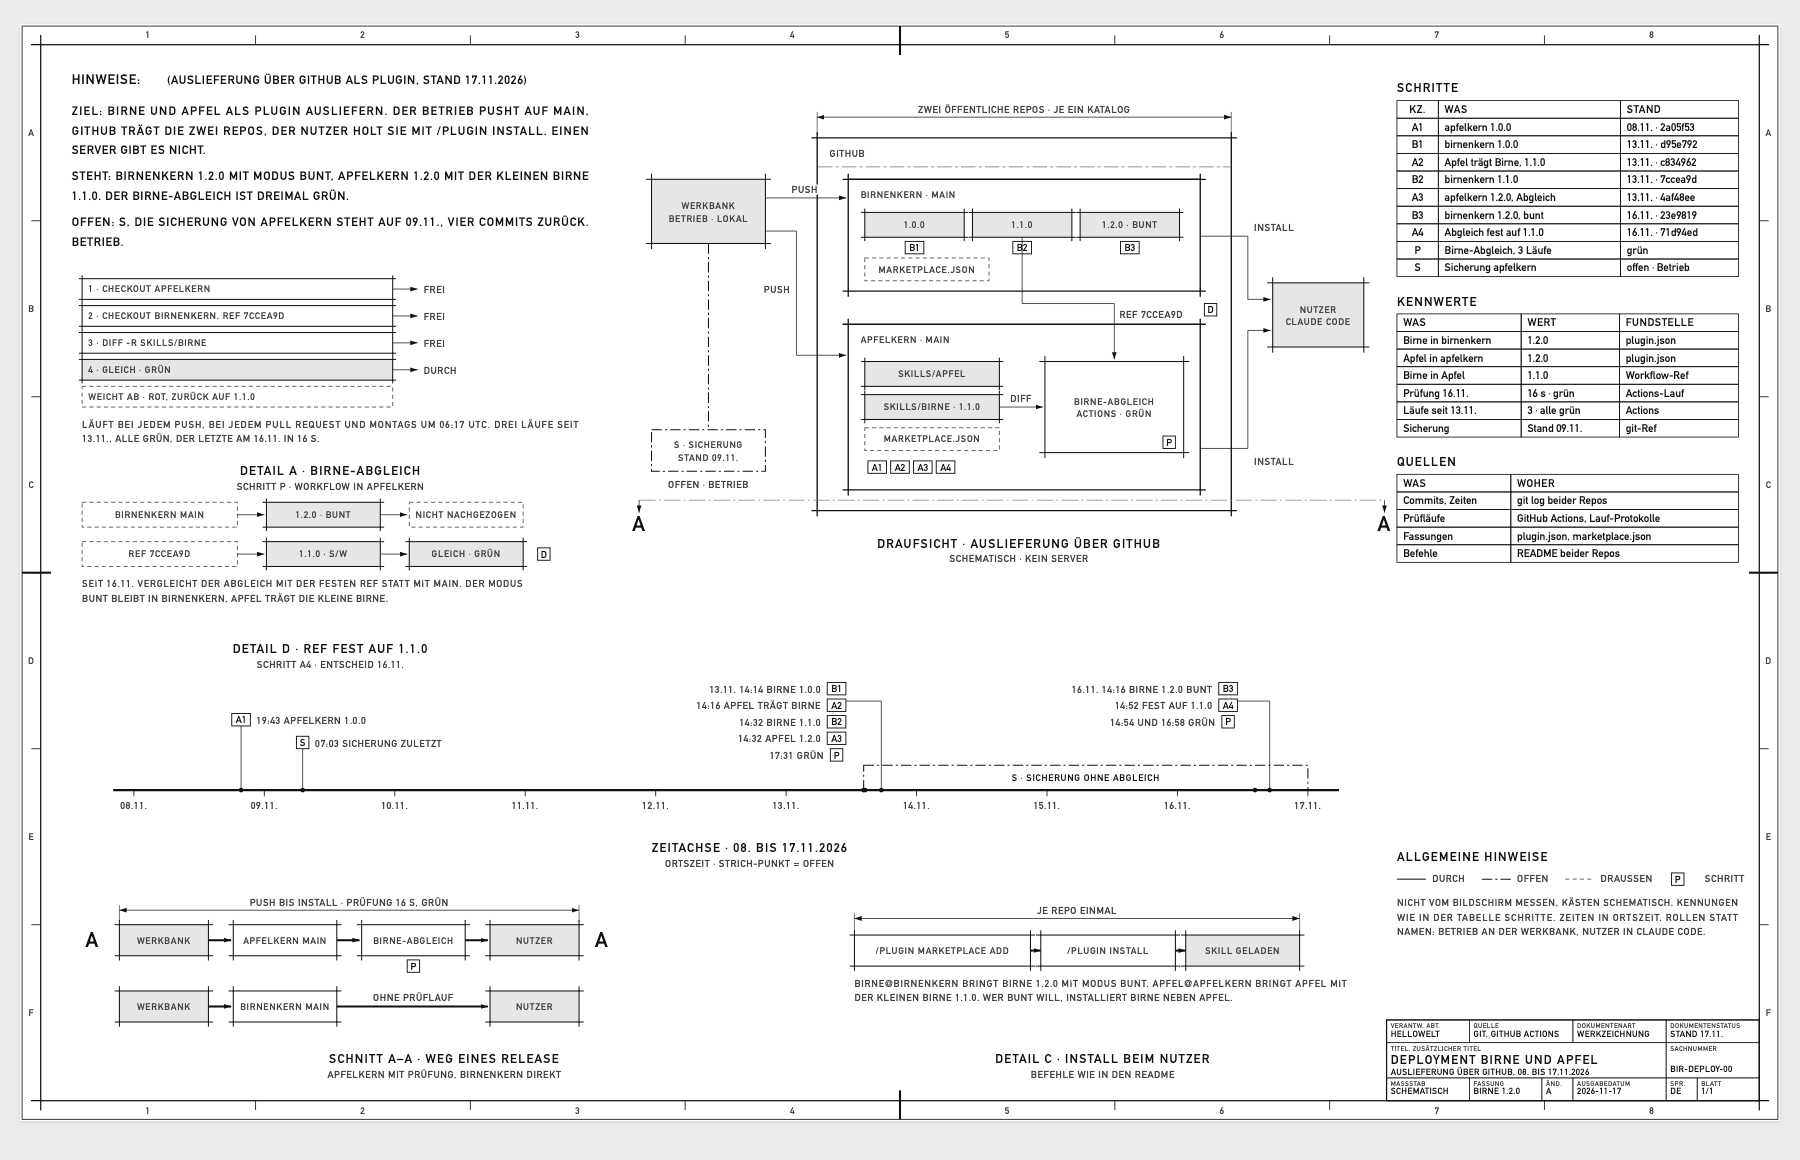 1 2 3 4 5 6 7 8
HINWEISE: (AUSLIEFERUNG ÜBER GITHUB ALS PLUGIN, STAND 17.11.2026)
ZIEL: BIRNE UND APFEL ALS PLUGIN AUSLIEFERN. DER BETRIEB PUSHT AUF MAIN,
GITHUB TRÄGT DIE ZWEI REPOS, DER NUTZER HOLT SIE MIT /PLUGIN INSTALL. EINEN
SERVER GIBT ES NICHT.
STEHT: BIRNENKERN 1.2.0 MIT MODUS BUNT, APFELKERN 1.2.0 MIT DER KLEINEN BIRNE
1.1.0. DER BIRNE-ABGLEICH IST DREIMAL GRÜN.
OFFEN: S, DIE SICHERUNG VON APFELKERN STEHT AUF 09.11., VIER COMMITS ZURÜCK.
BETRIEB.
1 · CHECKOUT APFELKERN FREI
2 · CHECKOUT BIRNENKERN, REF 7CCEA9D FREI
3 · DIFF -R SKILLS/BIRNE FREI
4 · GLEICH · GRÜN DURCH
WEICHT AB · ROT, ZURÜCK AUF 1.1.0
LÄUFT BEI JEDEM PUSH, BEI JEDEM PULL REQUEST UND MONTAGS UM 06:17 UTC. DREI LÄUFE SEIT
13.11., ALLE GRÜN, DER LETZTE AM 16.11. IN 16 S.
DETAIL A · BIRNE-ABGLEICH
SCHRITT P · WORKFLOW IN APFELKERN
BIRNENKERN MAIN 1.2.0 · BUNT NICHT NACHGEZOGEN
REF 7CCEA9D 1.1.0 · S/W GLEICH · GRÜN D
SEIT 16.11. VERGLEICHT DER ABGLEICH MIT DER FESTEN REF STATT MIT MAIN. DER MODUS
BUNT BLEIBT IN BIRNENKERN, APFEL TRÄGT DIE KLEINE BIRNE.
DETAIL D · REF FEST AUF 1.1.0
SCHRITT A4 · ENTSCHEID 16.11.
ZWEI ÖFFENTLICHE REPOS · JE EIN KATALOG
GITHUB
WERKBANK
BETRIEB · LOKAL
PUSH
PUSH
BIRNENKERN · MAIN
1.0.0 1.1.0 1.2.0 · BUNT
B1 B2 B3
MARKETPLACE.JSON
REF 7CCEA9D
D
INSTALL
NUTZER
CLAUDE CODE
INSTALL
APFELKERN · MAIN
SKILLS/APFEL
SKILLS/BIRNE · 1.1.0
DIFF
BIRNE-ABGLEICH
ACTIONS · GRÜN
P
MARKETPLACE.JSON
A1 A2 A3 A4
S · SICHERUNG
STAND 09.11.
OFFEN · BETRIEB
A A
DRAUFSICHT · AUSLIEFERUNG ÜBER GITHUB
SCHEMATISCH · KEIN SERVER
SCHRITTE
KZ. WAS STAND
A1 apfelkern 1.0.0 08.11. · 2a05f53
B1 birnenkern 1.0.0 13.11. · d95e792
A2 Apfel trägt Birne, 1.1.0 13.11. · c834962
B2 birnenkern 1.1.0 13.11. · 7ccea9d
A3 apfelkern 1.2.0, Abgleich 13.11. · 4af48ee
B3 birnenkern 1.2.0, bunt 16.11. · 23e9819
A4 Abgleich fest auf 1.1.0 16.11. · 71d94ed
P Birne-Abgleich, 3 Läufe grün
S Sicherung apfelkern offen · Betrieb
KENNWERTE
WAS WERT FUNDSTELLE
Birne in birnenkern 1.2.0 plugin.json
Apfel in apfelkern 1.2.0 plugin.json
Birne in Apfel 1.1.0 Workflow-Ref
Prüfung 16.11. 16 s · grün Actions-Lauf
Läufe seit 13.11. 3 · alle grün Actions
Sicherung Stand 09.11. git-Ref
QUELLEN
WAS WOHER
Commits, Zeiten git log beider Repos
Prüfläufe GitHub Actions, Lauf-Protokolle
Fassungen plugin.json, marketplace.json
Befehle README beider Repos
A1 19:43 APFELKERN 1.0.0
S 07:03 SICHERUNG ZULETZT
13.11. 14:14 BIRNE 1.0.0 B1
14:16 APFEL TRÄGT BIRNE A2
14:32 BIRNE 1.1.0 B2
14:32 APFEL 1.2.0 A3
17:31 GRÜN P
16.11. 14:16 BIRNE 1.2.0 BUNT B3
14:52 FEST AUF 1.1.0 A4
14:54 UND 16:58 GRÜN P
S · SICHERUNG OHNE ABGLEICH
08.11. 09.11. 10.11. 11.11. 12.11. 13.11. 14.11. 15.11. 16.11. 17.11.
ZEITACHSE · 08. BIS 17.11.2026
ORTSZEIT · STRICH-PUNKT = OFFEN
PUSH BIS INSTALL · PRÜFUNG 16 S, GRÜN
A WERKBANK APFELKERN MAIN BIRNE-ABGLEICH NUTZER A
P
WERKBANK BIRNENKERN MAIN OHNE PRÜFLAUF NUTZER
SCHNITT A–A · WEG EINES RELEASE
APFELKERN MIT PRÜFUNG, BIRNENKERN DIREKT
JE REPO EINMAL
/PLUGIN MARKETPLACE ADD /PLUGIN INSTALL SKILL GELADEN
BIRNE@BIRNENKERN BRINGT BIRNE 1.2.0 MIT MODUS BUNT. APFEL@APFELKERN BRINGT APFEL MIT
DER KLEINEN BIRNE 1.1.0. WER BUNT WILL, INSTALLIERT BIRNE NEBEN APFEL.
DETAIL C · INSTALL BEIM NUTZER
BEFEHLE WIE IN DEN README
ALLGEMEINE HINWEISE
DURCH OFFEN DRAUSSEN P SCHRITT
NICHT VOM BILDSCHIRM MESSEN, KÄSTEN SCHEMATISCH. KENNUNGEN
WIE IN DER TABELLE SCHRITTE. ZEITEN IN ORTSZEIT. ROLLEN STATT
NAMEN: BETRIEB AN DER WERKBANK, NUTZER IN CLAUDE CODE.
VERANTW. ABT. QUELLE DOKUMENTENART DOKUMENTENSTATUS
HELLOWELT GIT, GITHUB ACTIONS WERKZEICHNUNG STAND 17.11.
TITEL, ZUSÄTZLICHER TITEL SACHNUMMER
DEPLOYMENT BIRNE UND APFEL
AUSLIEFERUNG ÜBER GITHUB, 08. BIS 17.11.2026 BIR-DEPLOY-00
MASSSTAB FASSUNG ÄND. AUSGABEDATUM SPR. BLATT
SCHEMATISCH BIRNE 1.2.0 A 2026-11-17 DE 1/1
A A
B B
C C
D D
E E
F F
1 2 3 4 5 6 7 8